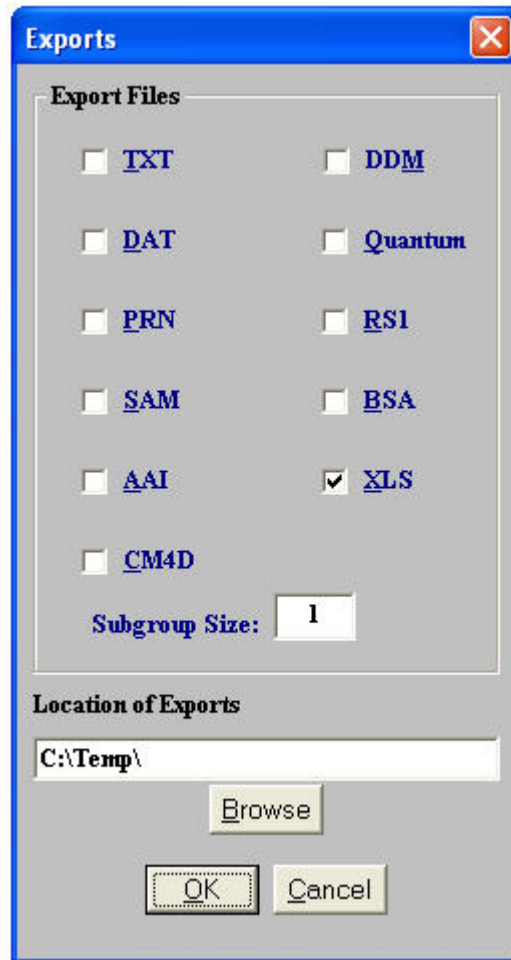 Exports
Export Files
TXT
DDM
DAT
Quantum
PRN
RS1
SAM
BSA
AAI
XLS
CM4D
Subgroup Size: 1
Location of Exports
C:\Temp\
Browse
OK Cancel